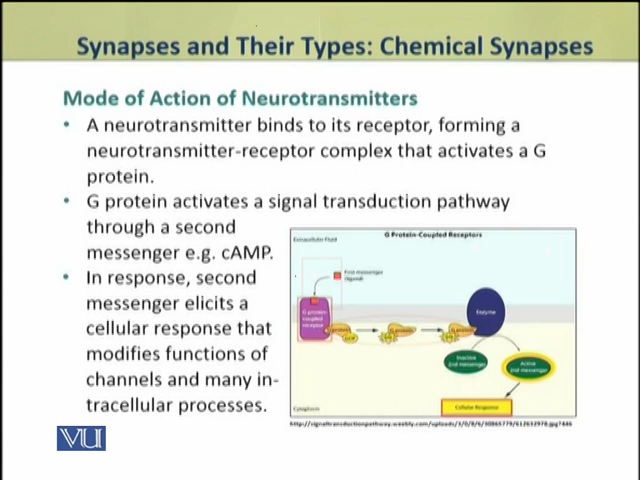 Synapses and Their Types: Chemical Synapses
Mode of Action of Neurotransmitters
• A neurotransmitter binds to its receptor, forming a
neurotransmitter-receptor complex that activates a G
protein.
• G protein activates a signal transduction pathway
through a second
messenger e.g. cAMP.
• In response, second
messenger elicits a
cellular response that
modifies functions of
channels and many in-
tracellular processes.
G Protein-Coupled Receptors
Extracellular Fluid
First messenger
G protein-
coupled
receptor
G protein
G protein
G protein
Enzyme
Inactive
2nd messenger
Active
2nd messenger
Cellular Response
Cytoplasm
VU